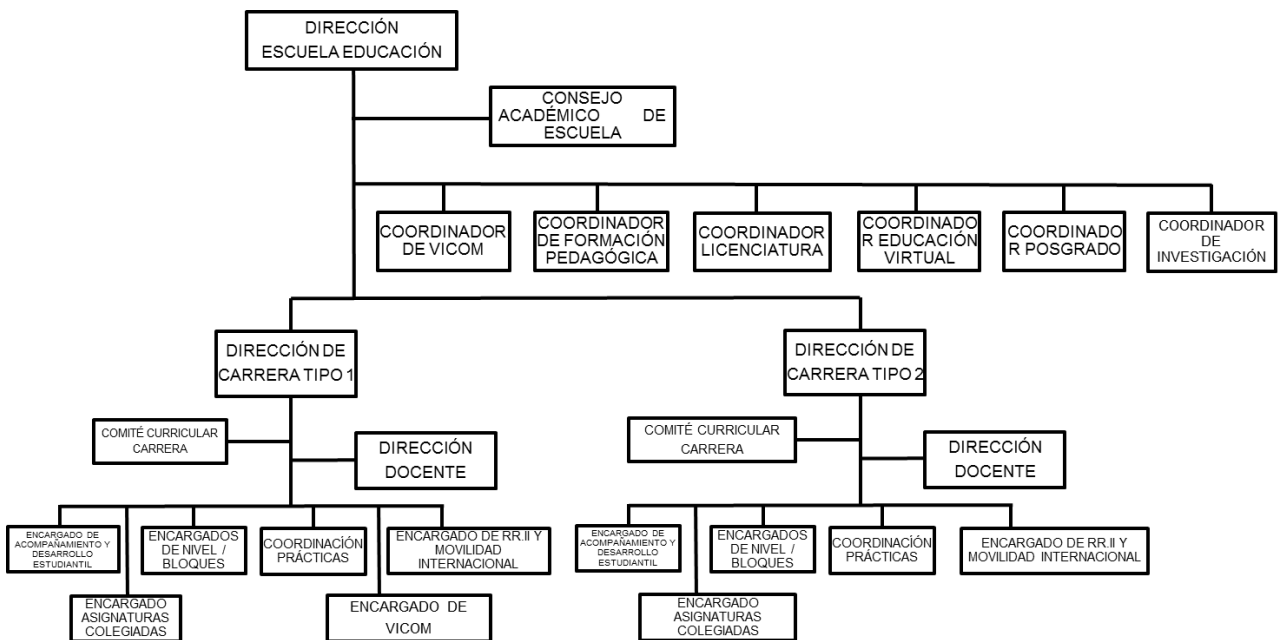 DIRECCIÓN
ESCUELA EDUCACIÓN
CONSEJO
ACADÉMICO DE
ESCUELA
COORDINADOR
DE VICOM
COORDINADOR
DE FORMACIÓN
PEDAGÓGICA
COORDINADOR
LICENCIATURA
COORDINADO
R EDUCACIÓN
VIRTUAL
COORDINADO
R POSGRADO
COORDINADOR
DE
INVESTIGACIÓN
DIRECCIÓN DE
CARRERA TIPO 1
DIRECCIÓN DE
CARRERA TIPO 2
COMITÉ CURRICULAR
CARRERA
DIRECCIÓN
DOCENTE
COMITÉ CURRICULAR
CARRERA
DIRECCIÓN
DOCENTE
ENCARGADO DE
ACOMPAÑAMIENTO Y
DESARROLLO
ESTUDIANTIL
ENCARGADOS
DE NIVEL /
BLOQUES
COORDINACÍÓN
PRÁCTICAS
ENCARGADO DE RR.II Y
MOVILIDAD
INTERNACIONAL
ENCARGADO DE
ACOMPAÑAMIENTO Y
DESARROLLO
ESTUDIANTIL
ENCARGADOS
DE NIVEL /
BLOQUES
COORDINACÍÓN
PRÁCTICAS
ENCARGADO DE RR.II Y
MOVILIDAD INTERNACIONAL
ENCARGADO
ASIGNATURAS
COLEGIADAS
ENCARGADO DE
VICOM
ENCARGADO
ASIGNATURAS
COLEGIADAS